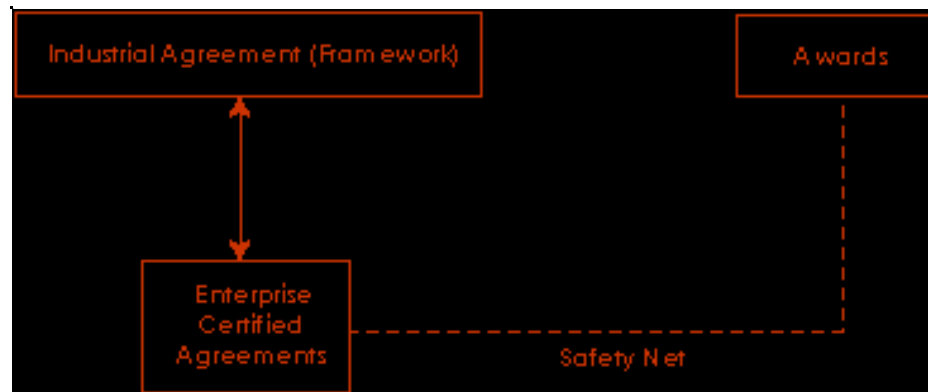 Industrial Agreement (Framework)
Awards
Enterprise
Certified
Agreements
Safety Net